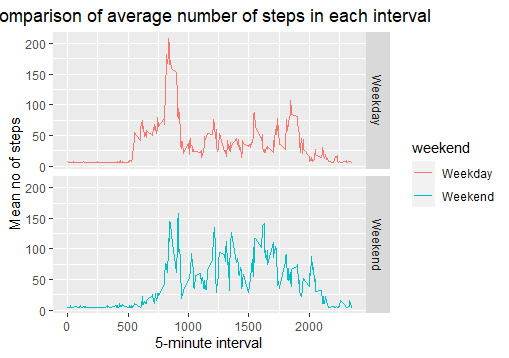 omparison of average number of steps in each interval
Mean no of steps
200
150
100
50
0
Weekday
200
150
100
50
0
Weekend
0
500
1000
1500
2000
5-minute interval
weekend
Weekday
Weekend